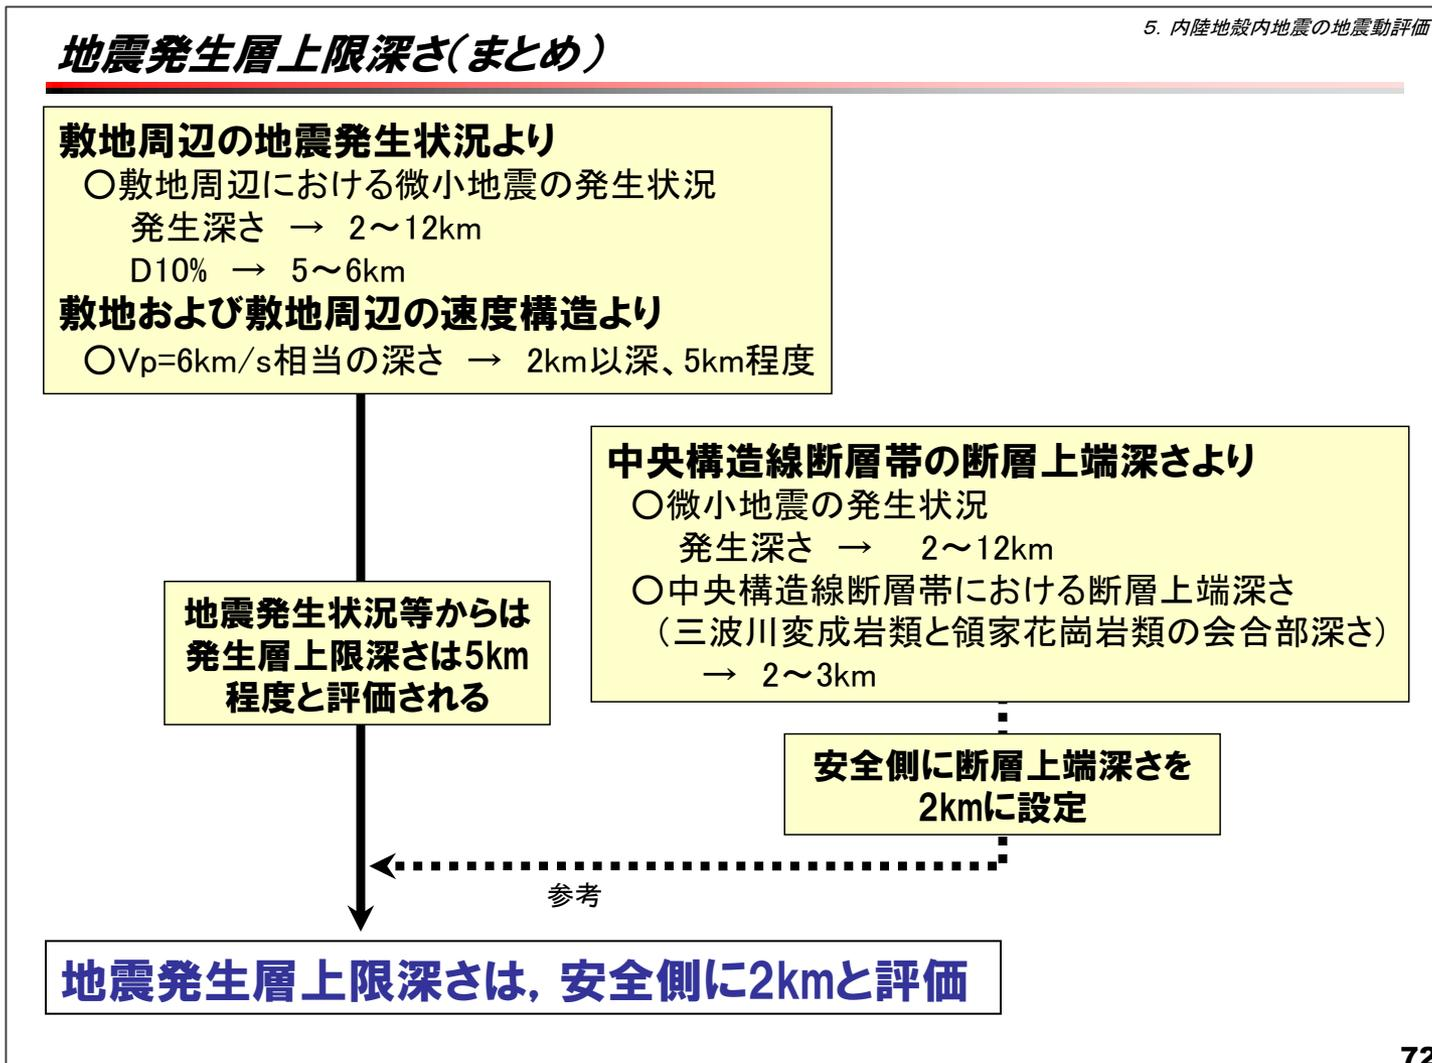 5. 内陸地殻内地震の地震動評価
地震発生層上限深さ(まとめ)
敷地周辺の地震発生状況より
○敷地周辺における微小地震の発生状況
発生深さ → 2～12km
D10% → 5～6km
敷地および敷地周辺の速度構造より
○Vp=6km/s相当の深さ → 2km以深、5km程度
中央構造線断層帯の断層上端深さより
○微小地震の発生状況
発生深さ → 2～12km
○中央構造線断層帯における断層上端深さ
(三波川変成岩類と領家花崗岩類の会合部深さ)
→ 2～3km
地震発生状況等からは
発生層上限深さは5km
程度と評価される
安全側に断層上端深さを
2kmに設定
参考
地震発生層上限深さは, 安全側に2kmと評価
72